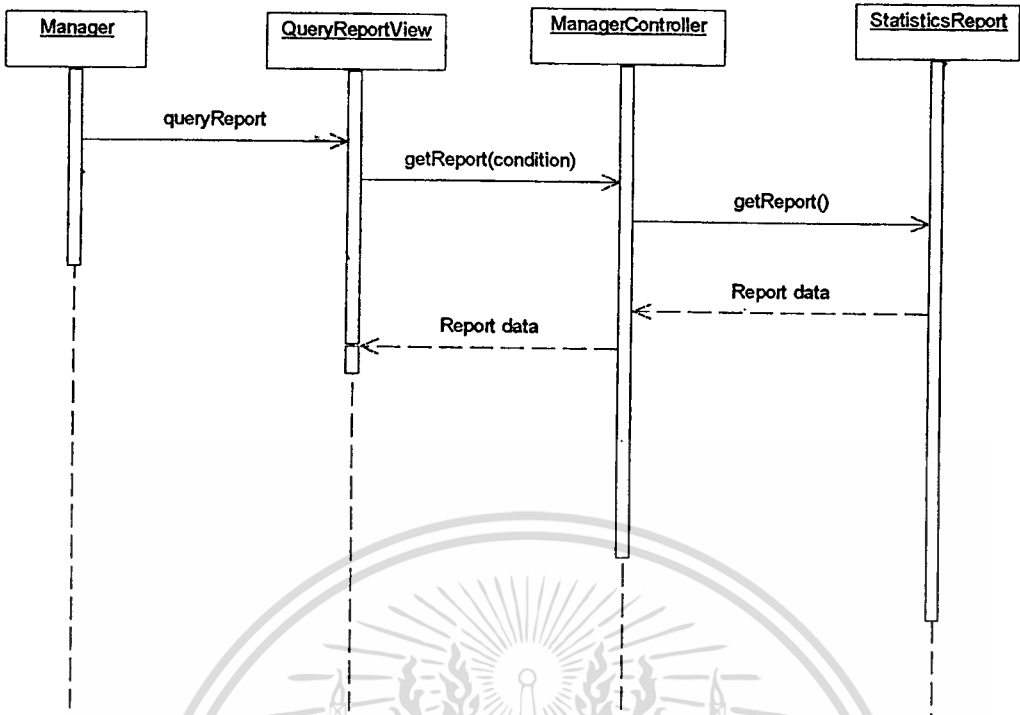 Manager
QueryReportView
ManagerController
StatisticsReport
queryReport
getReport(condition)
getReport()
Report data
Report data